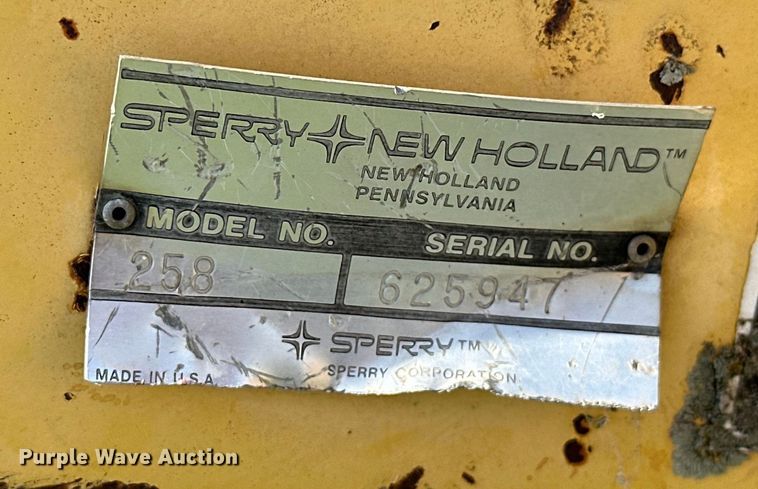 SPERRY NEW HOLLAND™
NEW HOLLAND
PENNSYLVANIA
MODEL NO. SERIAL NO.
258 625947
SPERRY™
MADE IN U.S.A. SPERRY CORPORATION
Purple Wave Auction